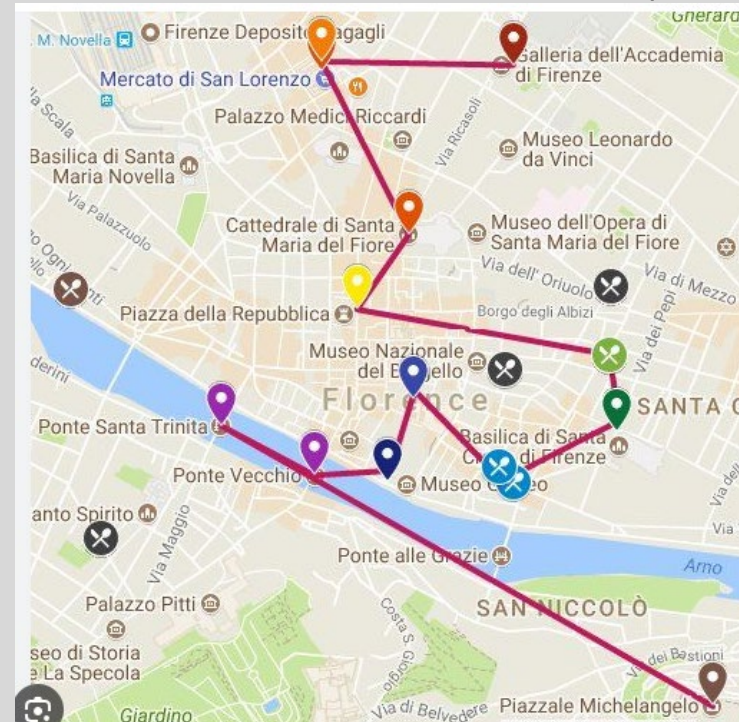 Gherard
M. Novella
Firenze Deposito agagli
Mercato di San Lorenzo
Galleria dell'Accademia
di Firenze
Palazzo Medici Riccardi
Via Ricasoli
Museo Leonardo
da Vinci
lla Scala
Basilica di Santa
Maria Novella
Via Palazzuolo
Cattedrale di Santa
Maria del Fiore
Museo dell'Opera di
Santa Maria del Fiore
Via dell' Oriuolo
Via di Mezzo
Piazza della Repubblica
Borgo degli Albizi
Via dei Pepi
Museo Nazionale
del B gello
Florence
derini
Ponte Santa Trinita
SANTA C
Basilica di Santa
C di Firenze
Ponte Vecchio
Museo G eo
Via dell
anto Spirito
Via Maggio
Via
Ponte alle Grazie
Arno
Palazzo Pitti
SAN NICCOLÒ
Costa S. Giorgio
seo di Storia
e La Specola
dei Bastioni
Giardino
Via di Belvedere
Piazzale Michelangelo